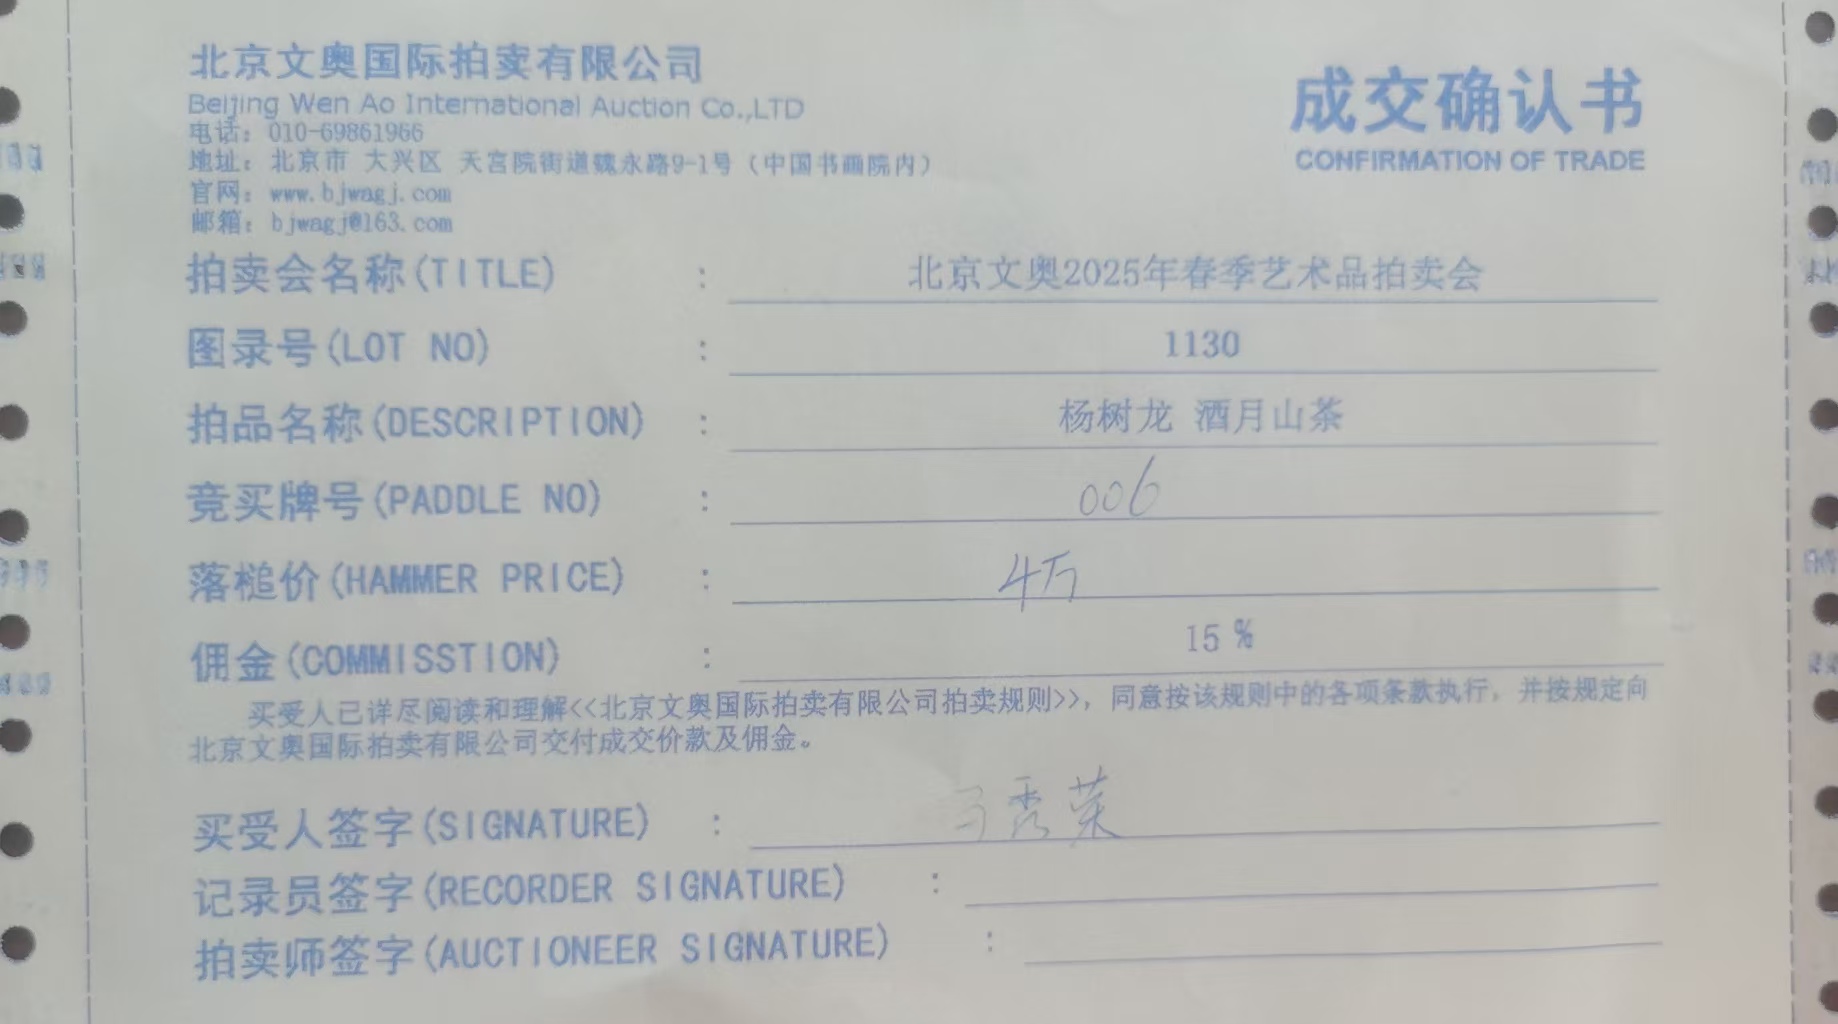 北京文奥国际拍卖有限公司
Beijing Wen Ao International Auction Co.,LTD
电话：010-69861966
地址：北京市 大兴区 天宫院街道魏永路9-1号（中国书画院内）
官网：www.bjwagj.com
邮箱：bjwagj@163.com
成交确认书
CONFIRMATION OF TRADE
拍卖会名称(TITLE) ： 北京文奥2025年春季艺术品拍卖会
图录号(LOT NO) ： 1130
拍品名称(DESCRIPTION) ： 杨树龙 酒月山茶
竞买牌号(PADDLE NO) ： 006
落槌价(HAMMER PRICE) ： 4万
佣金(COMMISSTION) ： 15 %
买受人已详尽阅读和理解<<北京文奥国际拍卖有限公司拍卖规则>>，同意按该规则中的各项条款执行，并按规定向
北京文奥国际拍卖有限公司交付成交价款及佣金。
买受人签字(SIGNATURE) ： 秀荣
记录员签字(RECORDER SIGNATURE) ：
拍卖师签字(AUCTIONEER SIGNATURE) ：